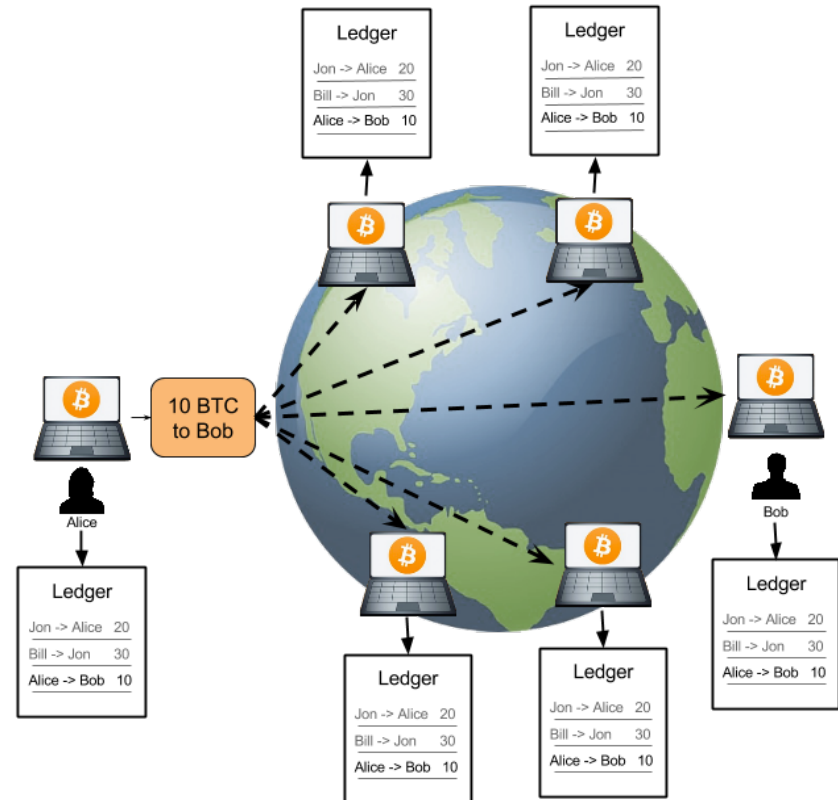 Ledger
Jon -> Alice 20
Bill -> Jon 30
Alice -> Bob 10
Ledger
Jon -> Alice 20
Bill -> Jon 30
Alice -> Bob 10
10 BTC
to Bob
Alice
Bob
Ledger
Jon -> Alice 20
Bill -> Jon 30
Alice -> Bob 10
Ledger
Jon -> Alice 20
Bill -> Jon 30
Alice -> Bob 10
Ledger
Jon -> Alice 20
Bill -> Jon 30
Alice -> Bob 10
Ledger
Jon -> Alice 20
Bill -> Jon 30
Alice -> Bob 10